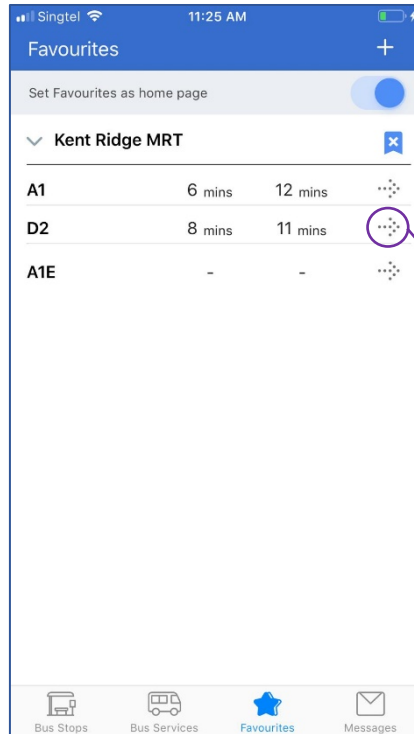 Singtel 11:25 AM
Favourites +
Set Favourites as home page
Kent Ridge MRT
A1 6 mins 12 mins
D2 8 mins 11 mins
A1E - -
Bus Stops Bus Services Favourites Messages